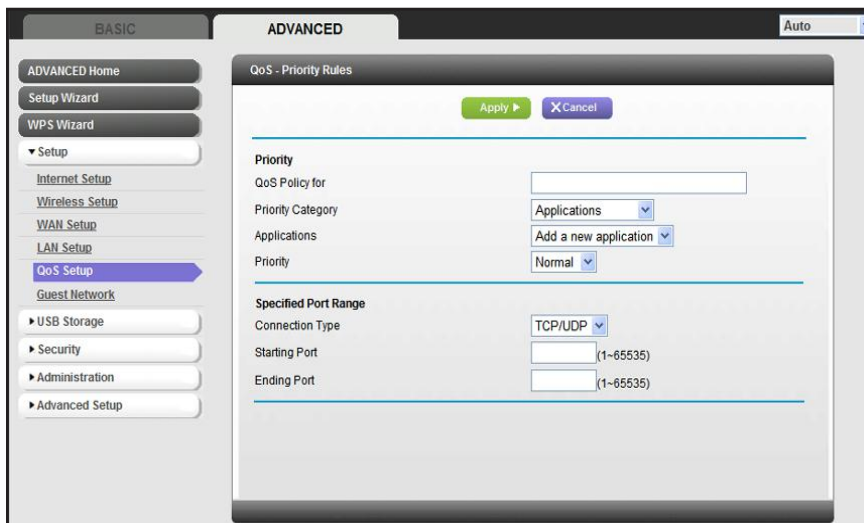 BASIC
ADVANCED
Auto
ADVANCED Home
Setup Wizard
WPS Wizard
▼ Setup
Internet Setup
Wireless Setup
WAN Setup
LAN Setup
QoS Setup
Guest Network
▶ USB Storage
▶ Security
▶ Administration
▶ Advanced Setup
QoS - Priority Rules
Apply ▶
X Cancel
Priority
QoS Policy for
Priority Category Applications
Applications Add a new application
Priority Normal
Specified Port Range
Connection Type TCP/UDP
Starting Port (1~65535)
Ending Port (1~65535)